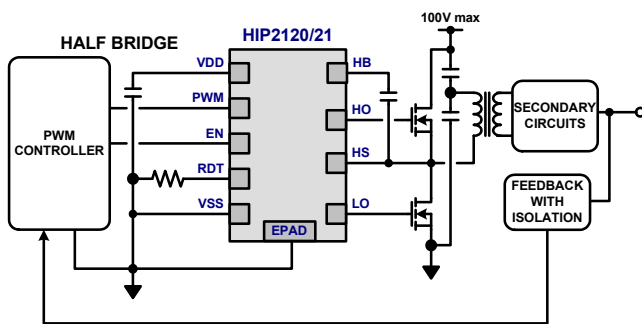 HALF BRIDGE
HIP2120/21
100V max
VDD
HB
PWM
HO
EN
PWM
CONTROLLER
HS
RDT
VSS
LO
EPAD
SECONDARY
CIRCUITS
FEEDBACK
WITH
ISOLATION